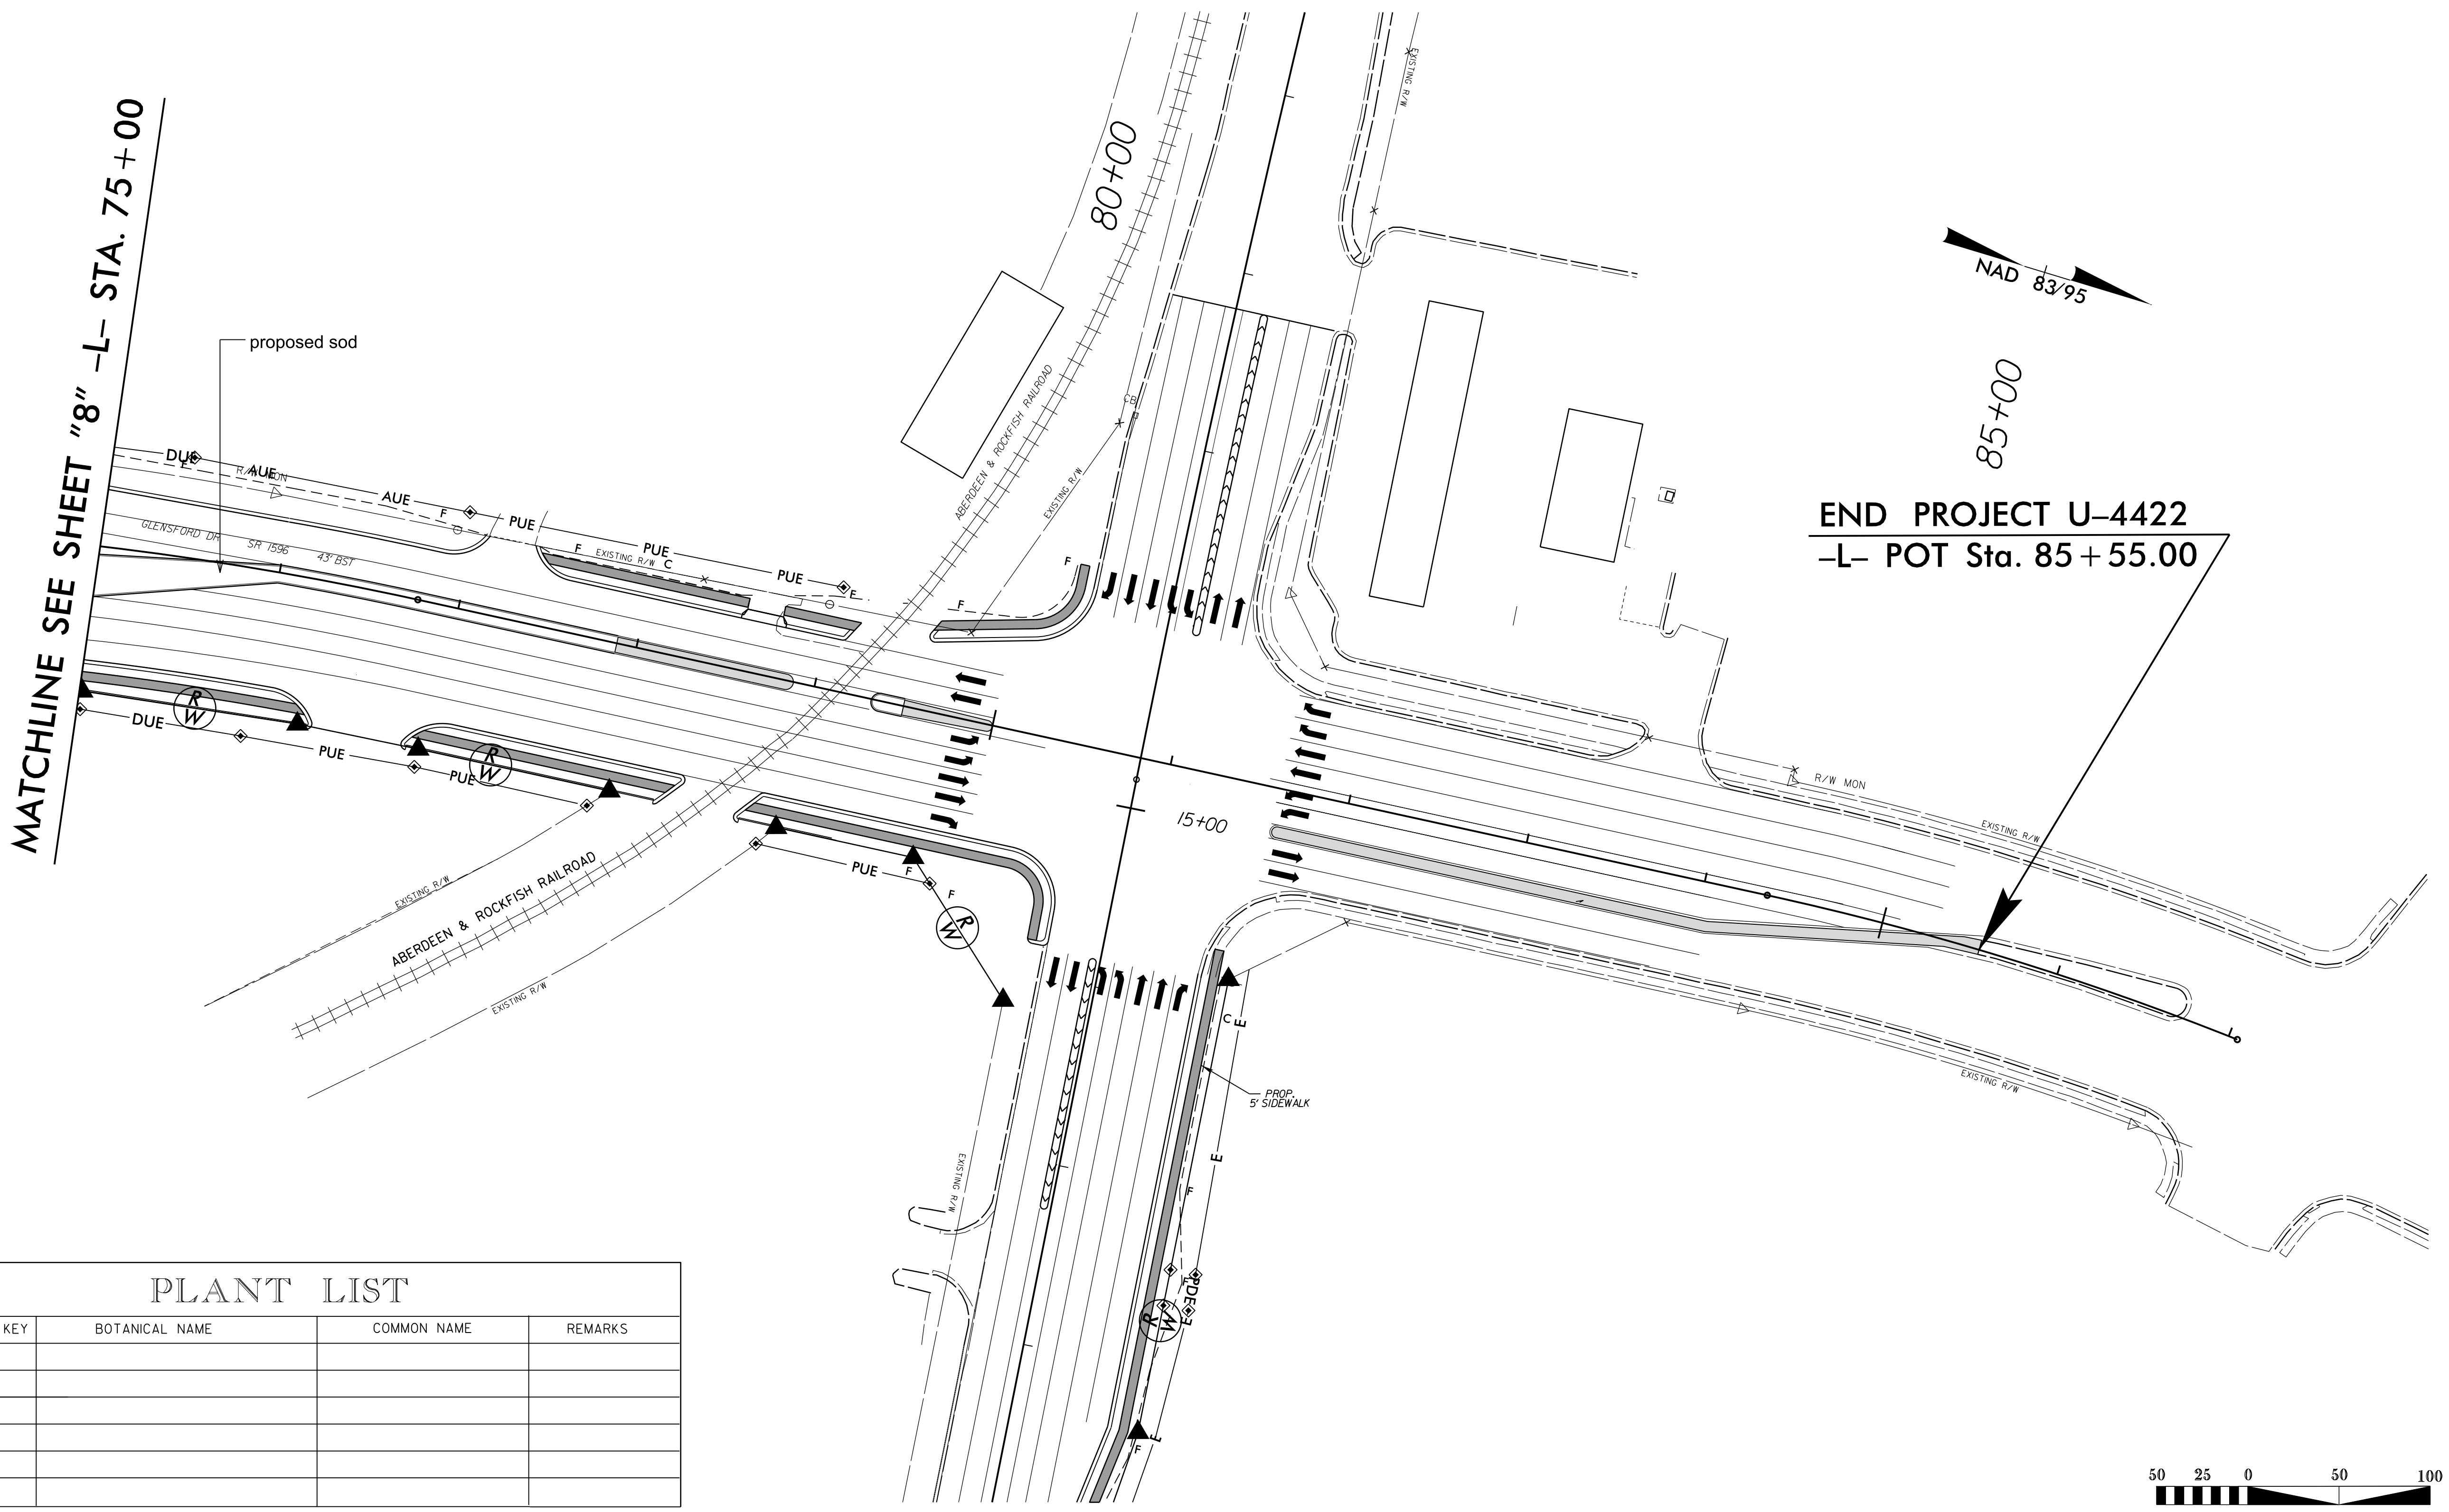 MATCHLINE SEE SHEET "8" –L– STA. 75+00
proposed sod
80+00
EXISTING R/W
NAD 83/95
85+00
END PROJECT U–4422
–L– POT Sta. 85+55.00
DUE
F
AUE
R/W MON
AUE
F
PUE
GLENSFORD DR SR 1596 43' BST
F
EXISTING R/W
C
PUE
PUE
F
ABERDEEN & ROCKFISH RAILROAD
EXISTING R/W
CB
F
F
R/W
DUE
PUE
R/W
PUE
15+00
PUE
F
F
R/W
EXISTING R/W
ABERDEEN & ROCKFISH RAILROAD
EXISTING R/W
R/W MON
EXISTING R/W
EXISTING R/W
C
E
PROP.
5' SIDEWALK
E
F
EXISTING R/W
F
PDE
E
R/W
E
F
PLANT LIST
KEY BOTANICAL NAME COMMON NAME REMARKS
50 25 0 50 100